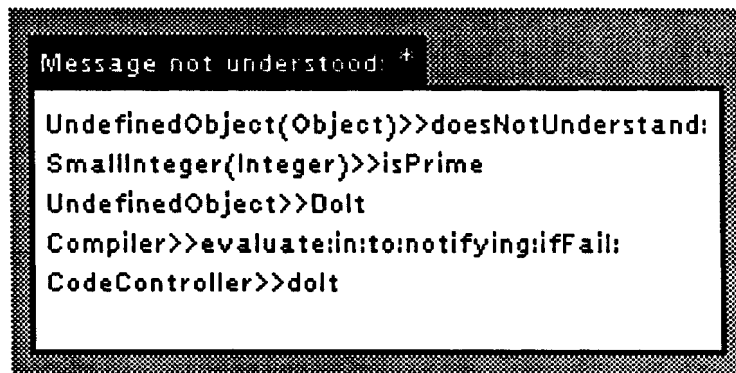 Message not understood: *
UndefinedObject(Object)>>doesNotUnderstand:
SmallInteger(Integer)>>isPrime
UndefinedObject>>DoIt
Compiler>>evaluate:in:to:notifying:ifFail:
CodeController>>doIt